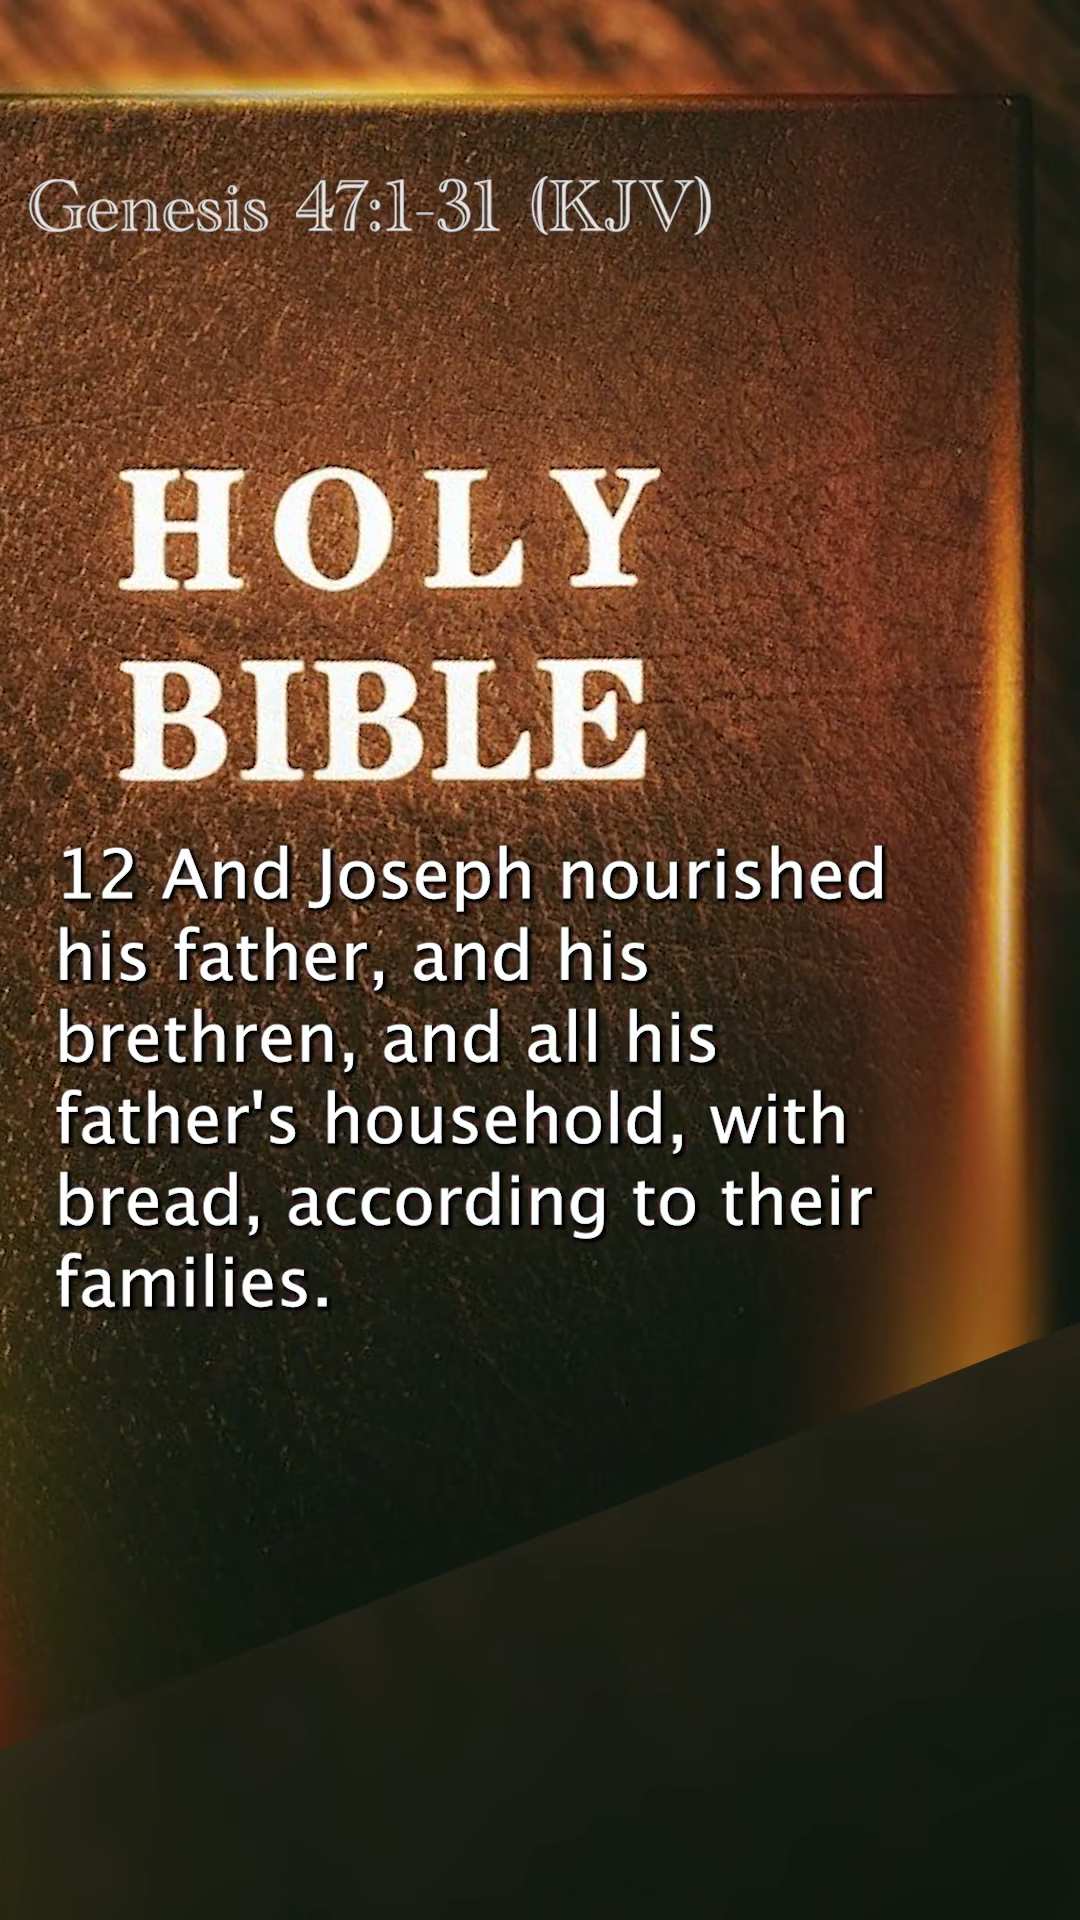 Genesis 47:1-31 (KJV)
HOLY
BIBLE
12 And Joseph nourished
his father, and his
brethren, and all his
father's household, with
bread, according to their
families.